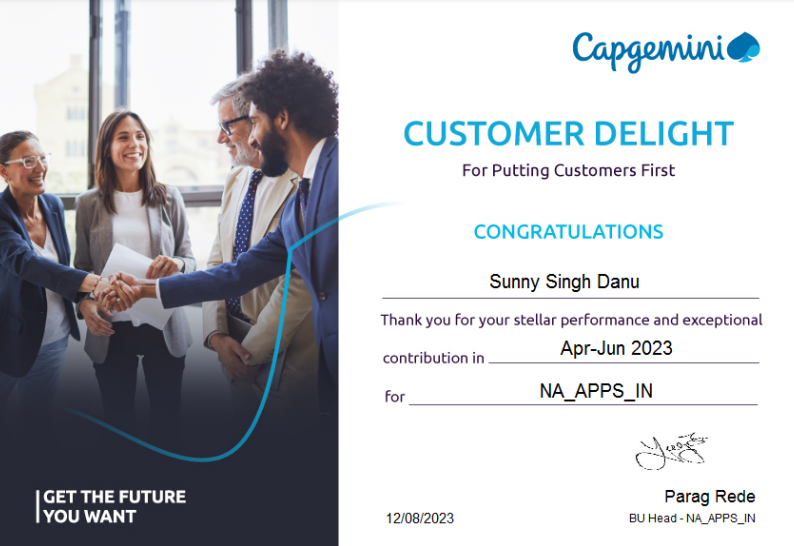 Capgemini
CUSTOMER DELIGHT
For Putting Customers First
CONGRATULATIONS
Sunny Singh Danu
Thank you for your stellar performance and exceptional
contribution in Apr-Jun 2023
for NA_APPS_IN
Parag Rede
12/08/2023
BU Head - NA_APPS_IN
GET THE FUTURE
YOU WANT